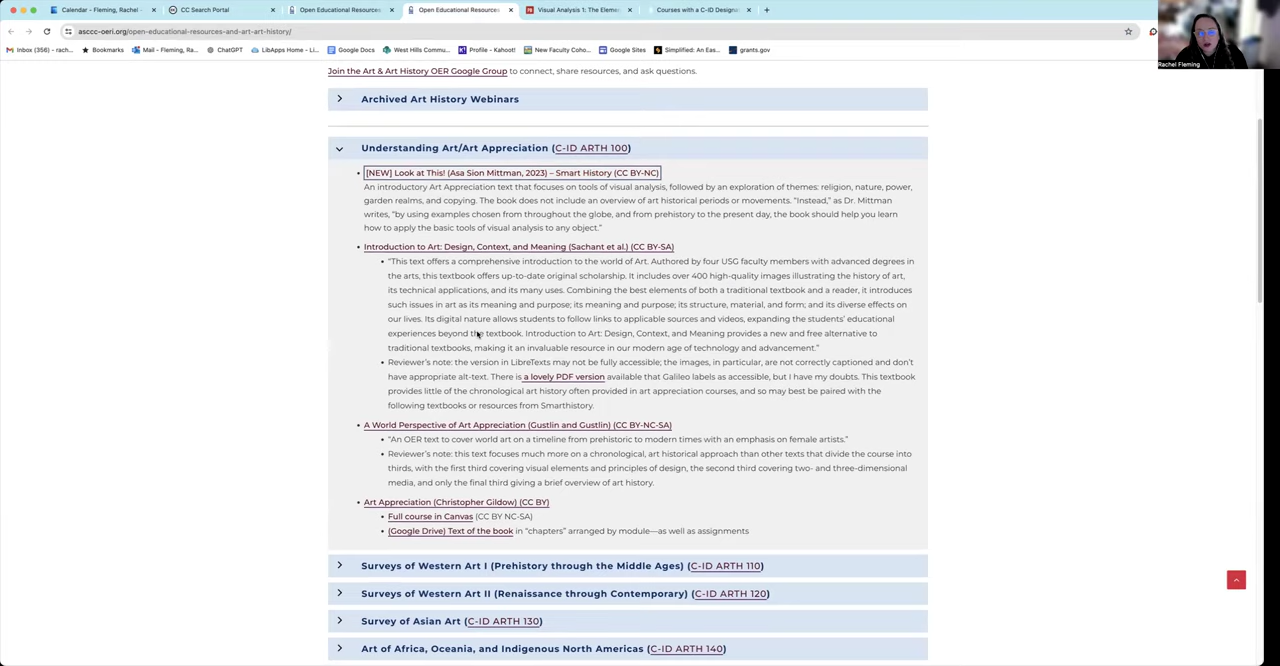 Calendar - Fleming, Rachel -
CC Search Portal
Open Educational Resources
Open Educational Resources
Visual Analysis 1: The Eleme
Courses with a C-ID Designa
asccc-oeri.org/open-educational-resources-and-art-art-history/
Inbox (356) - rach...
Bookmarks
Mail - Fleming, Ra...
ChatGPT
LibApps Home - Li...
Google Docs
West Hills Commu...
Profile - Kahoot!
New Faculty Coho...
Google Sites
Simplified: An Eas...
grants.gov
Rachel Fleming
Join the Art & Art History OER Google Group to connect, share resources, and ask questions.
Archived Art History Webinars
Understanding Art/Art Appreciation (C-ID ARTH 100)
• [NEW] Look at This! (Asa Sion Mittman, 2023) – Smart History (CC BY-NC)
An introductory Art Appreciation text that focuses on tools of visual analysis, followed by an exploration of themes: religion, nature, power,
garden realms, and copying. The book does not include an overview of art historical periods or movements. "Instead," as Dr. Mittman
writes, "by using examples chosen from throughout the globe, and from prehistory to the present day, the book should help you learn
how to apply the basic tools of visual analysis to any object."
• Introduction to Art: Design, Context, and Meaning (Sachant et al.) (CC BY-SA)
• "This text offers a comprehensive introduction to the world of Art. Authored by four USG faculty members with advanced degrees in
the arts, this textbook offers up-to-date original scholarship. It includes over 400 high-quality images illustrating the history of art,
its technical applications, and its many uses. Combining the best elements of both a traditional textbook and a reader, it introduces
such issues in art as its meaning and purpose; its meaning and purpose; its structure, material, and form; and its diverse effects on
our lives. Its digital nature allows students to follow links to applicable sources and videos, expanding the students' educational
experiences beyond the textbook. Introduction to Art: Design, Context, and Meaning provides a new and free alternative to
traditional textbooks, making it an invaluable resource in our modern age of technology and advancement."
• Reviewer's note: the version in LibreTexts may not be fully accessible; the images, in particular, are not correctly captioned and don't
have appropriate alt-text. There is a lovely PDF version available that Galileo labels as accessible, but I have my doubts. This textbook
provides little of the chronological art history often provided in art appreciation courses, and so may best be paired with the
following textbooks or resources from Smarthistory.
• A World Perspective of Art Appreciation (Gustlin and Gustlin) (CC BY-NC-SA)
• "An OER text to cover world art on a timeline from prehistoric to modern times with an emphasis on female artists."
• Reviewer's note: this text focuses much more on a chronological, art historical approach than other texts that divide the course into
thirds, with the first third covering visual elements and principles of design, the second third covering two- and three-dimensional
media, and only the final third giving a brief overview of art history.
• Art Appreciation (Christopher Gildow) (CC BY)
• Full course in Canvas (CC BY NC-SA)
• (Google Drive) Text of the book in "chapters" arranged by module—as well as assignments
Surveys of Western Art I (Prehistory through the Middle Ages) (C-ID ARTH 110)
Surveys of Western Art II (Renaissance through Contemporary) (C-ID ARTH 120)
Survey of Asian Art (C-ID ARTH 130)
Art of Africa, Oceania, and Indigenous North Americas (C-ID ARTH 140)